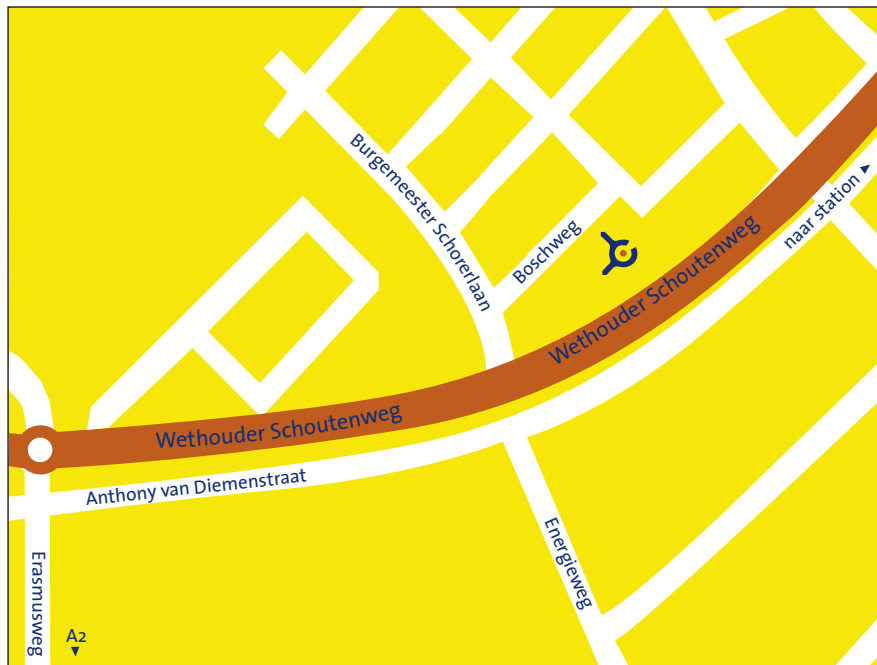 Burgemeester Schorerlaan
Boschweg
naar station ▲
Wethouder Schoutenweg
Wethouder Schoutenweg
Anthony van Diemenstraat
Energieweg
Erasmusweg
A2
▼